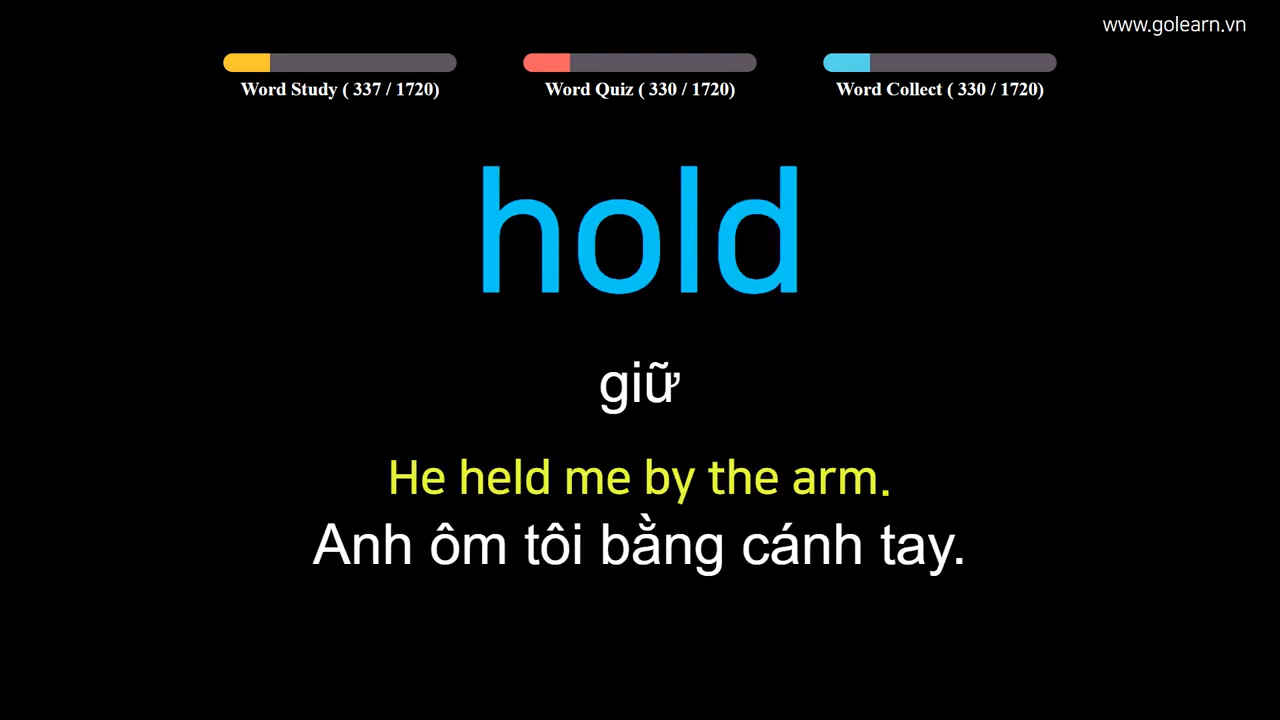 www.golearn.vn
Word Study ( 337 / 1720)
Word Quiz ( 330 / 1720)
Word Collect ( 330 / 1720)
hold
giữ
He held me by the arm.
Anh ôm tôi bằng cánh tay.